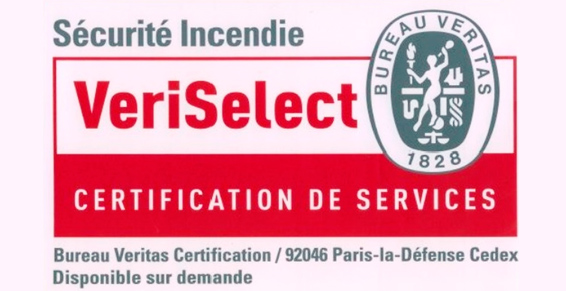 Sécurité Incendie
VeriSelect
BUREAU VERITAS
1828
CERTIFICATION DE SERVICES
Bureau Veritas Certification / 92046 Paris-la-Défense Cedex
Disponible sur demande